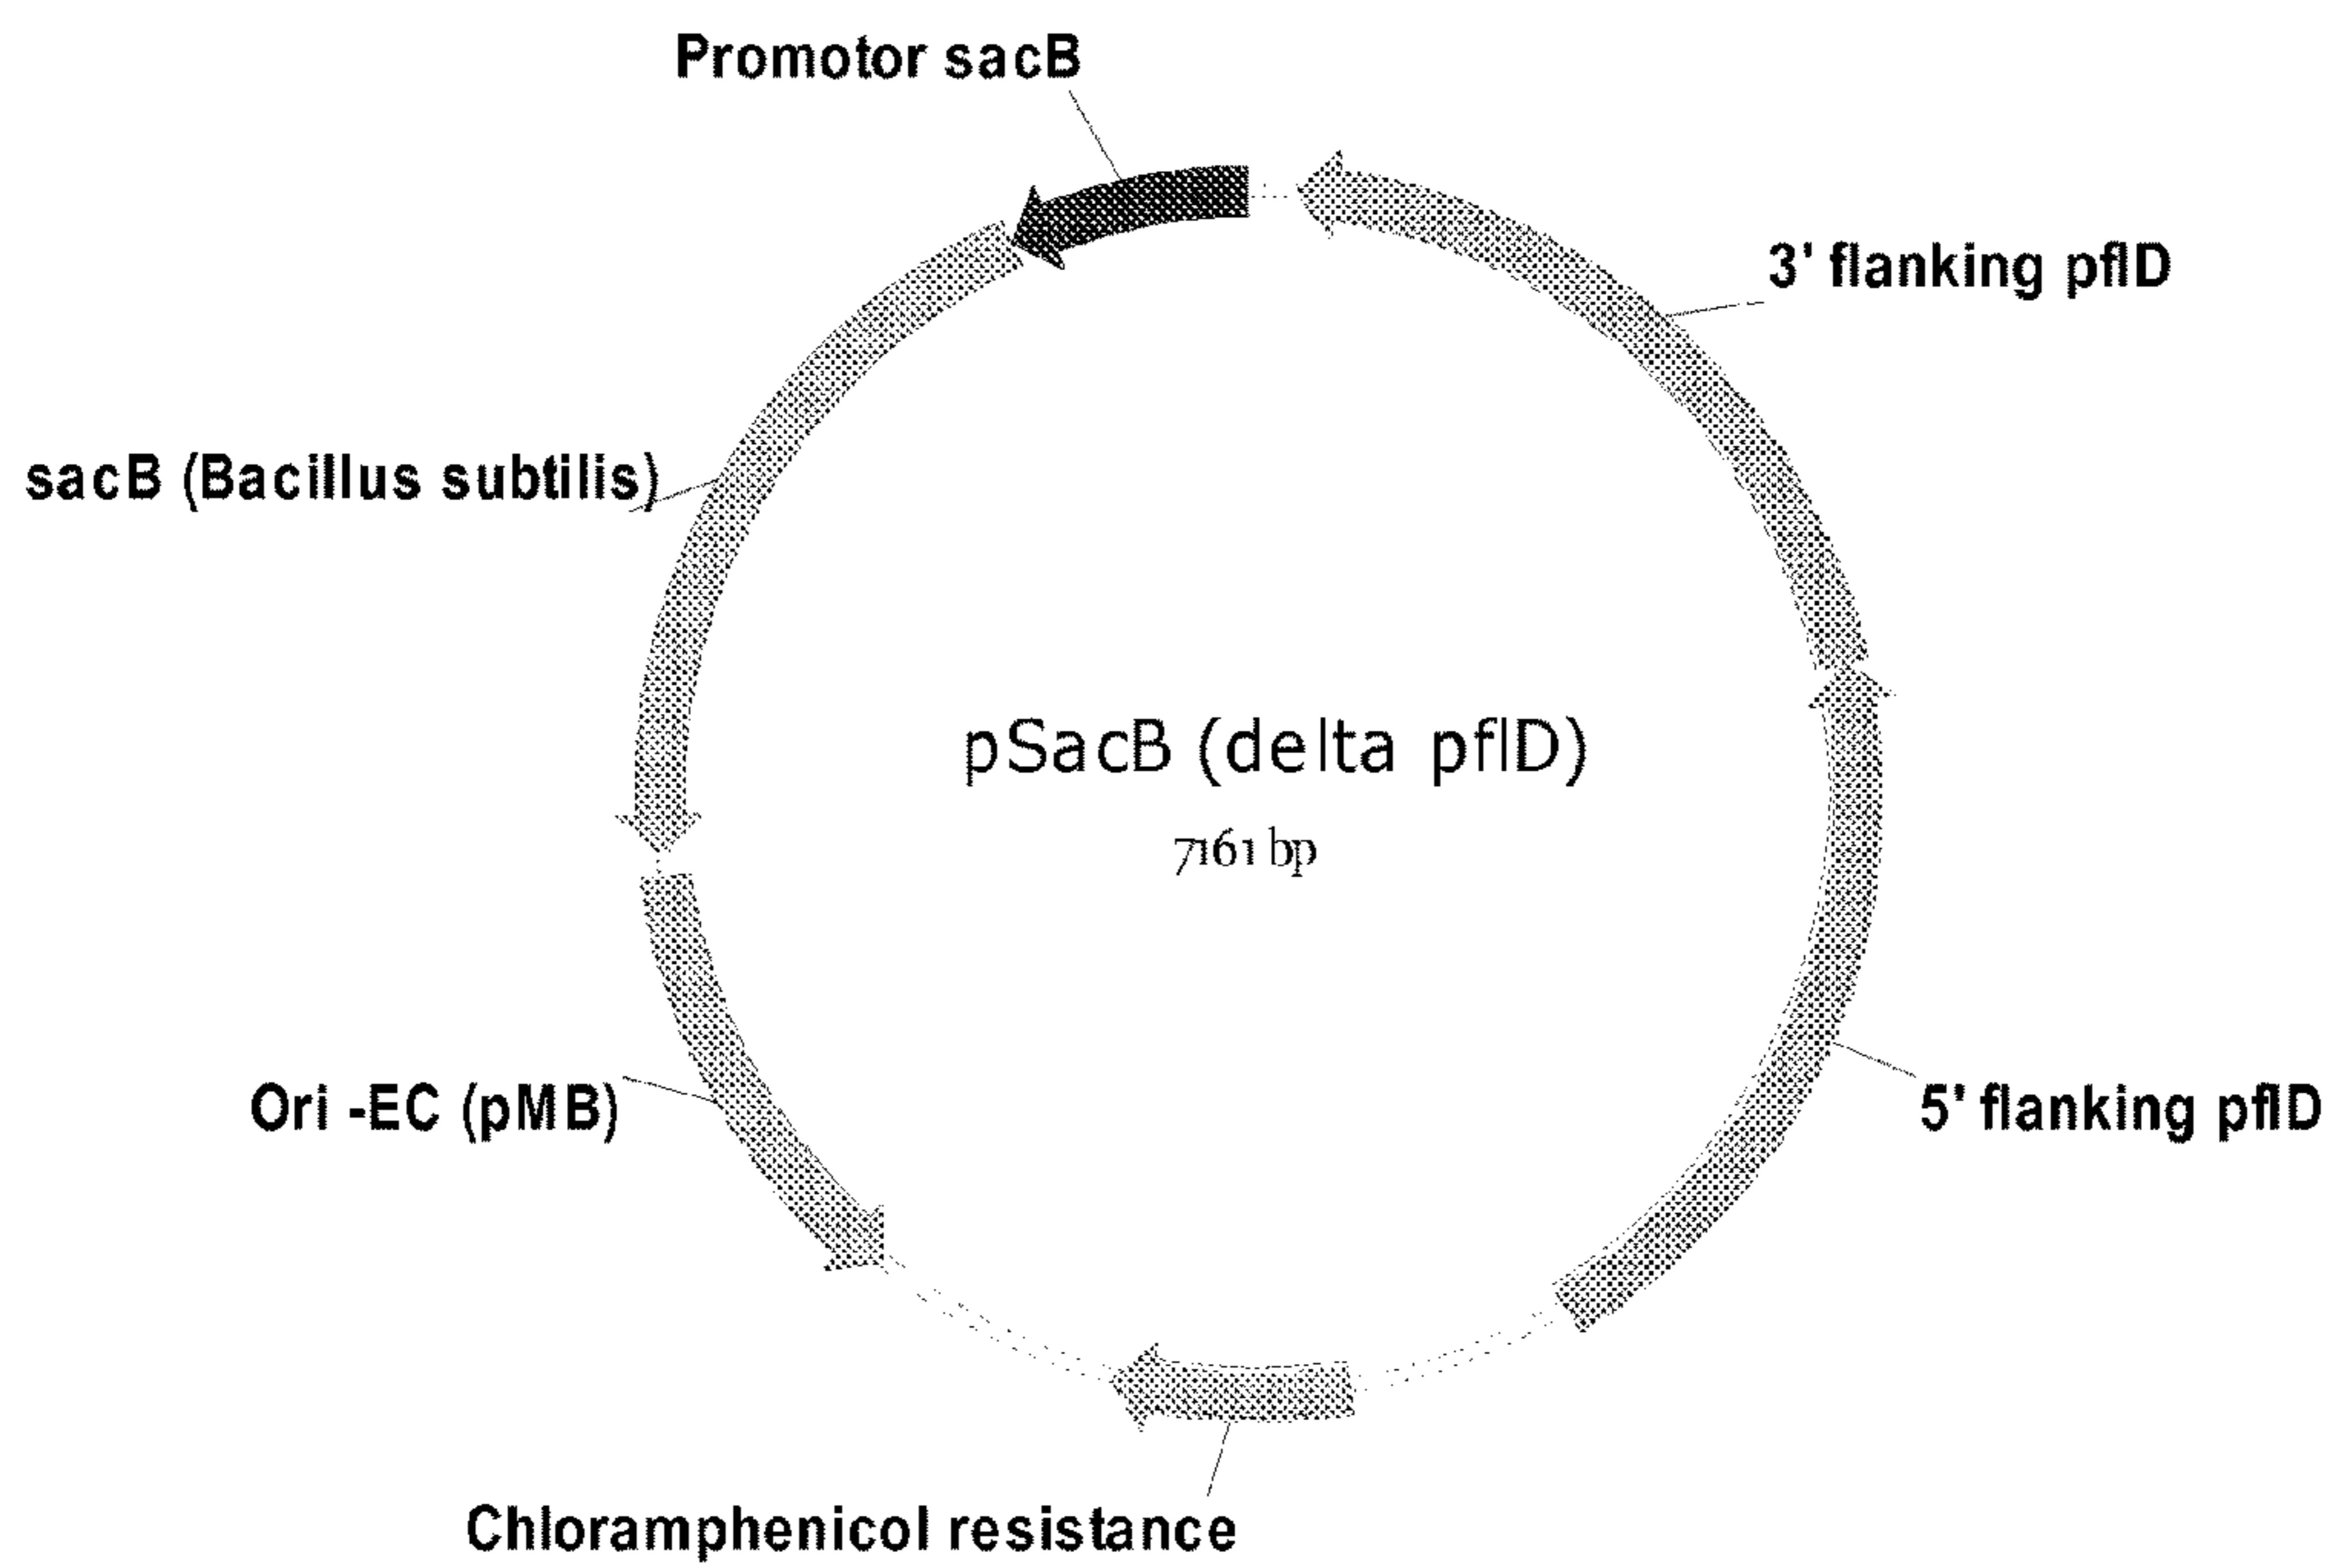 Promotor sacB
3' flanking pflD
sacB (Bacillus subtilis)
pSacB (delta pflD)
7161 bp
Ori -EC (pMB)
5' flanking pflD
Chloramphenicol resistance